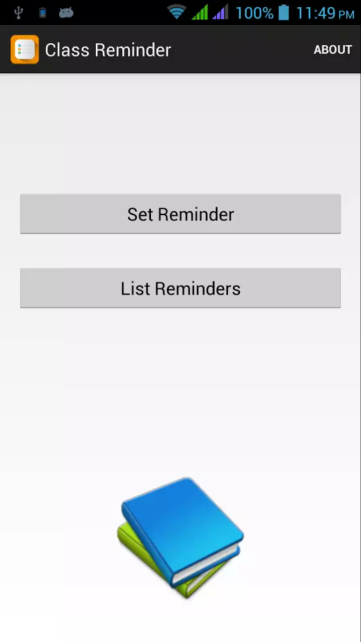 100% 11:49 PM
Class Reminder ABOUT
Set Reminder
List Reminders